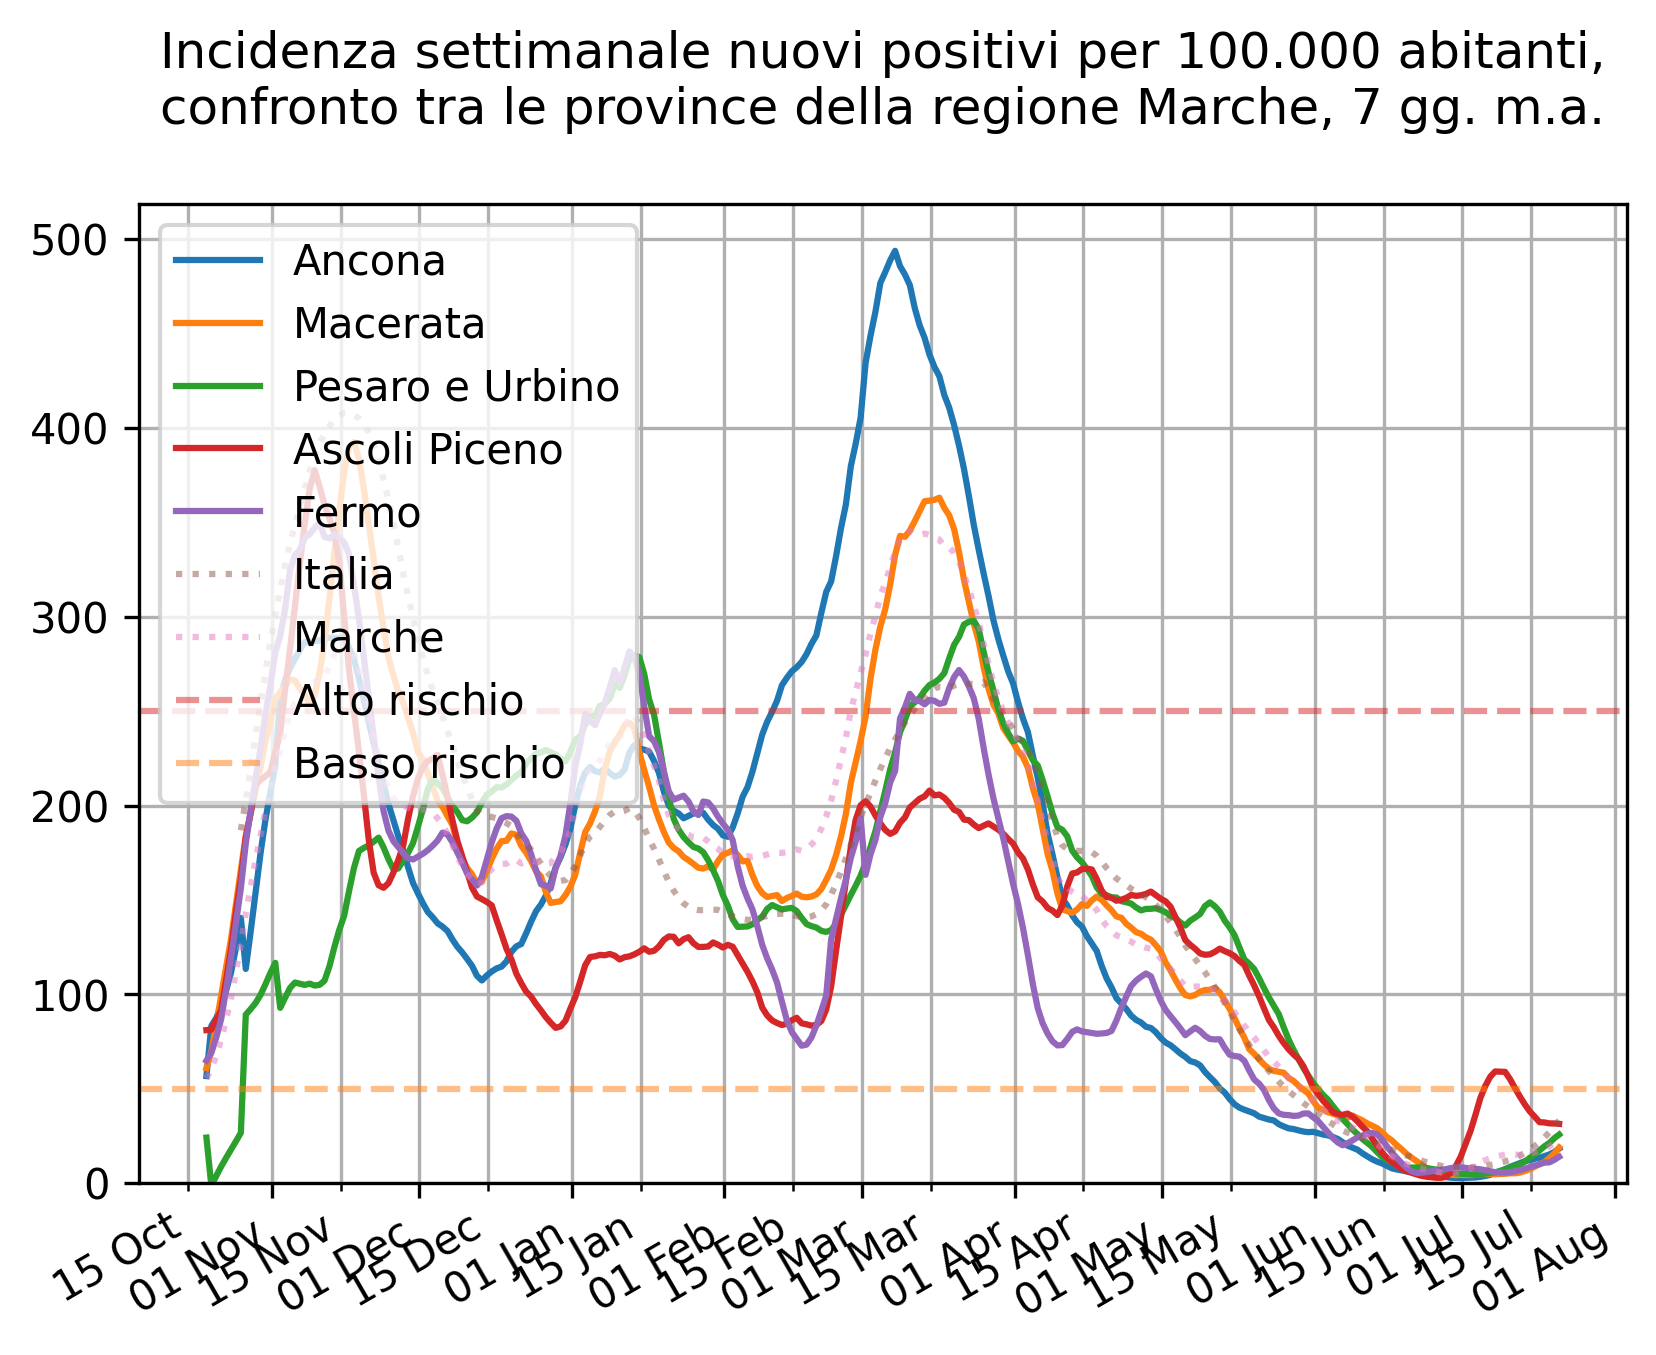 Incidenza settimanale nuovi positivi per 100.000 abitanti,
confronto tra le province della regione Marche, 7 gg. m.a.
500
400
300
200
100
0
Ancona
Macerata
Pesaro e Urbino
Ascoli Piceno
Fermo
Italia
Marche
Alto rischio
Basso rischio
15 Oct
01 Nov
15 Nov
01 Dec
15 Dec
01 Jan
15 Jan
01 Feb
15 Feb
01 Mar
15 Mar
01 Apr
15 Apr
01 May
15 May
01 Jun
15 Jun
01 Jul
15 Jul
01 Aug